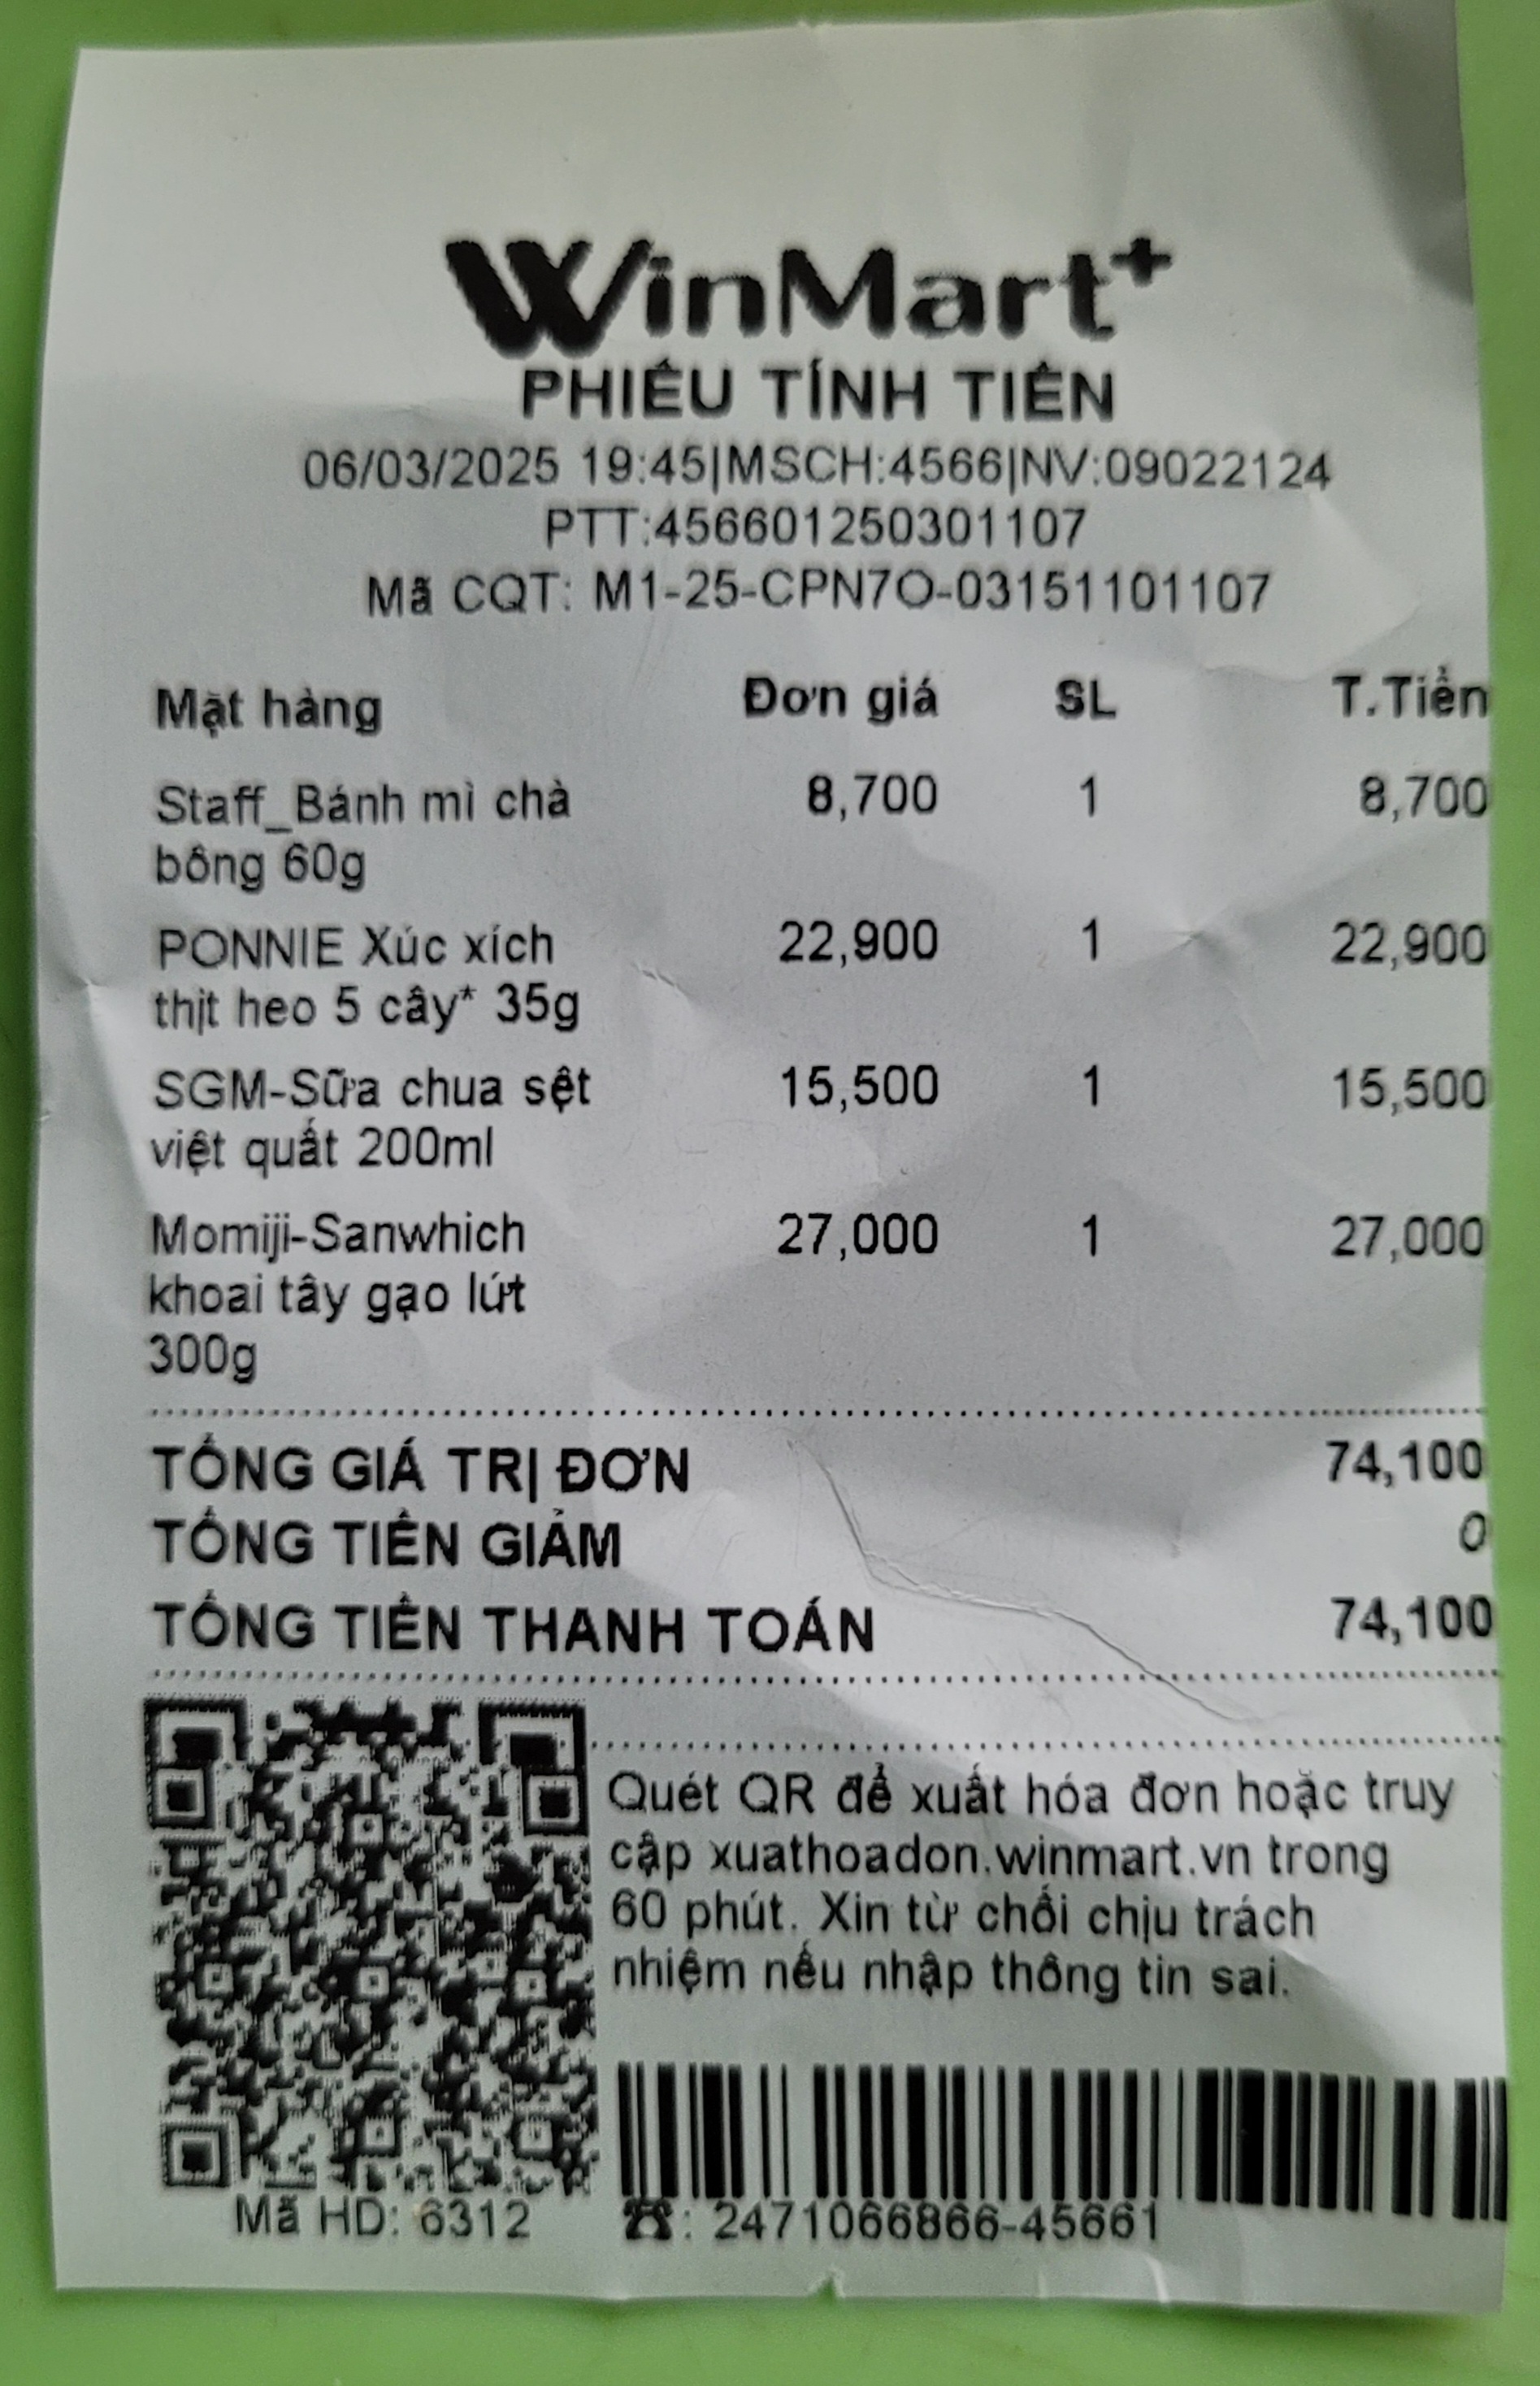 WinMart+
PHIẾU TÍNH TIỀN
06/03/2025 19:45|MSCH:4566|NV:09022124
PTT:456601250301107
Mã CQT: M1-25-CPN7O-03151101107
Mặt hàng Đơn giá SL T.Tiền
Staff_Bánh mì chà 8,700 1 8,700
bông 60g
PONNIE Xúc xích 22,900 1 22,900
thịt heo 5 cây* 35g
SGM-Sữa chua sệt 15,500 1 15,500
việt quất 200ml
Momiji-Sanwhich 27,000 1 27,000
khoai tây gạo lứt
300g
TỔNG GIÁ TRỊ ĐƠN 74,100
TỔNG TIỀN GIẢM 0
TỔNG TIỀN THANH TOÁN 74,100
Quét QR để xuất hóa đơn hoặc truy
cập xuathoadon.winmart.vn trong
60 phút. Xin từ chối chịu trách
nhiệm nếu nhập thông tin sai.
Mã HD: 6312 ☎: 2471066866-45661